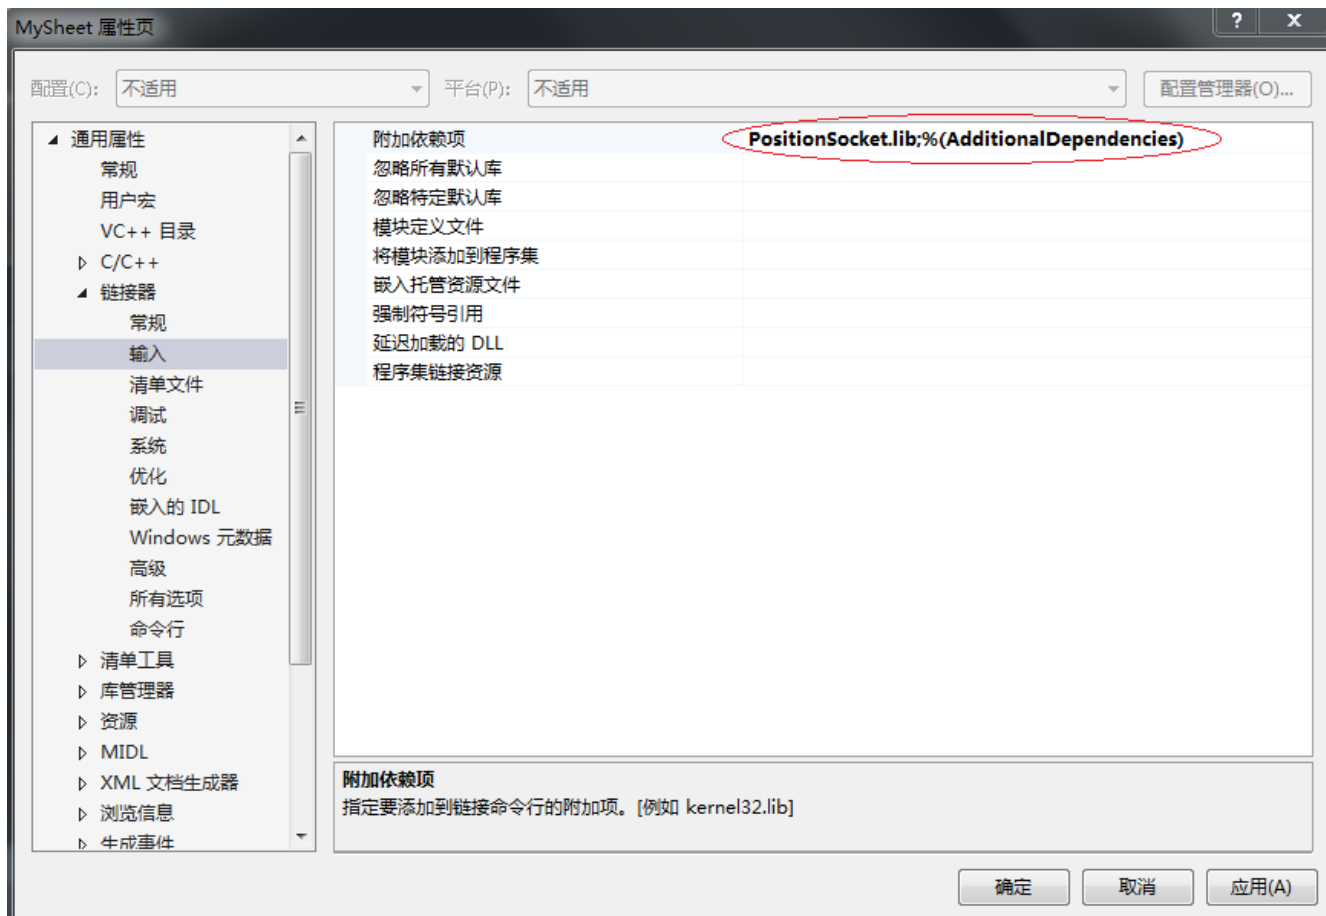 MySheet 属性页
配置(C): 不适用 平台(P): 不适用 配置管理器(O)...
通用属性
常规
用户宏
VC++ 目录
C/C++
链接器
常规
输入
清单文件
调试
系统
优化
嵌入的 IDL
Windows 元数据
高级
所有选项
命令行
清单工具
库管理器
资源
MIDL
XML 文档生成器
浏览信息
生成事件
附加依赖项 PositionSocket.lib;%(AdditionalDependencies)
忽略所有默认库
忽略特定默认库
模块定义文件
将模块添加到程序集
嵌入托管资源文件
强制符号引用
延迟加载的 DLL
程序集链接资源
附加依赖项
指定要添加到链接命令行的附加项。[例如 kernel32.lib]
确定 取消 应用(A)